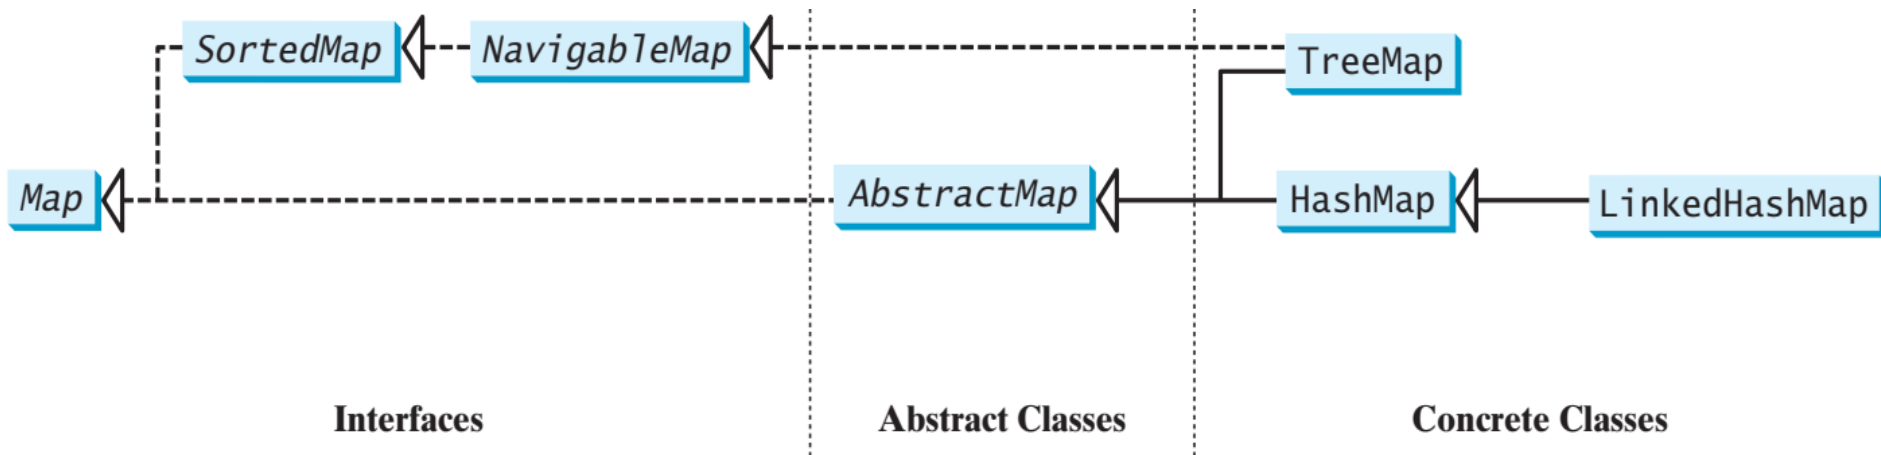 SortedMap
NavigableMap
TreeMap
Map
AbstractMap
HashMap
LinkedHashMap
Interfaces
Abstract Classes
Concrete Classes